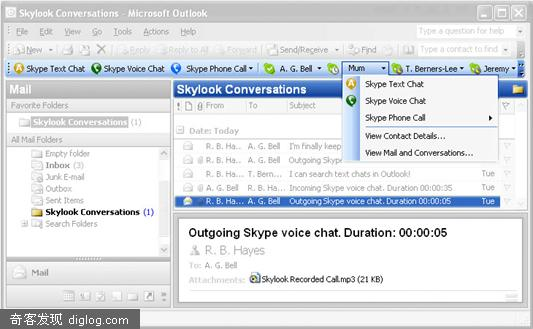 Skylook Conversations - Microsoft Outlook
File Edit View Go Tools Actions Help Type a question for help
New Reply Reply to All Forward Send/Receive Find Type a contact to find
Skype Text Chat Skype Voice Chat Skype Phone Call A. G. Bell Mum T. Berners-Lee Jeremy
Skype Text Chat
Skype Voice Chat
Skype Phone Call
View Contact Details...
View Mail and Conversations...
Mail
Favorite Folders
Skylook Conversations (1)
All Mail Folders
Empty folder
Inbox (3)
Junk E-mail
Outbox
Sent Items
Skylook Conversations (1)
Search Folders
Mail
Skylook Conversations
From To Subject
Date: Today
R. B. Ha... A. G. Bell I'm finally keep
R. B. Ha... A. G. Bell Outgoing Skype
R. B. Ha... T. Bern... I can search text chats in Outlook! Tue
A. G. Bell R. B. Ha... Incoming Skype voice chat. Duration 00:00:05 Tue
R. B. Ha... A. G. Bell Outgoing Skype voice chat. Duration 00:00:05 Tue
Outgoing Skype voice chat. Duration: 00:00:05
R. B. Hayes
To: A. G. Bell
Attachments: Skylook Recorded Call.mp3 (21 KB)
奇客发现 diglog.com